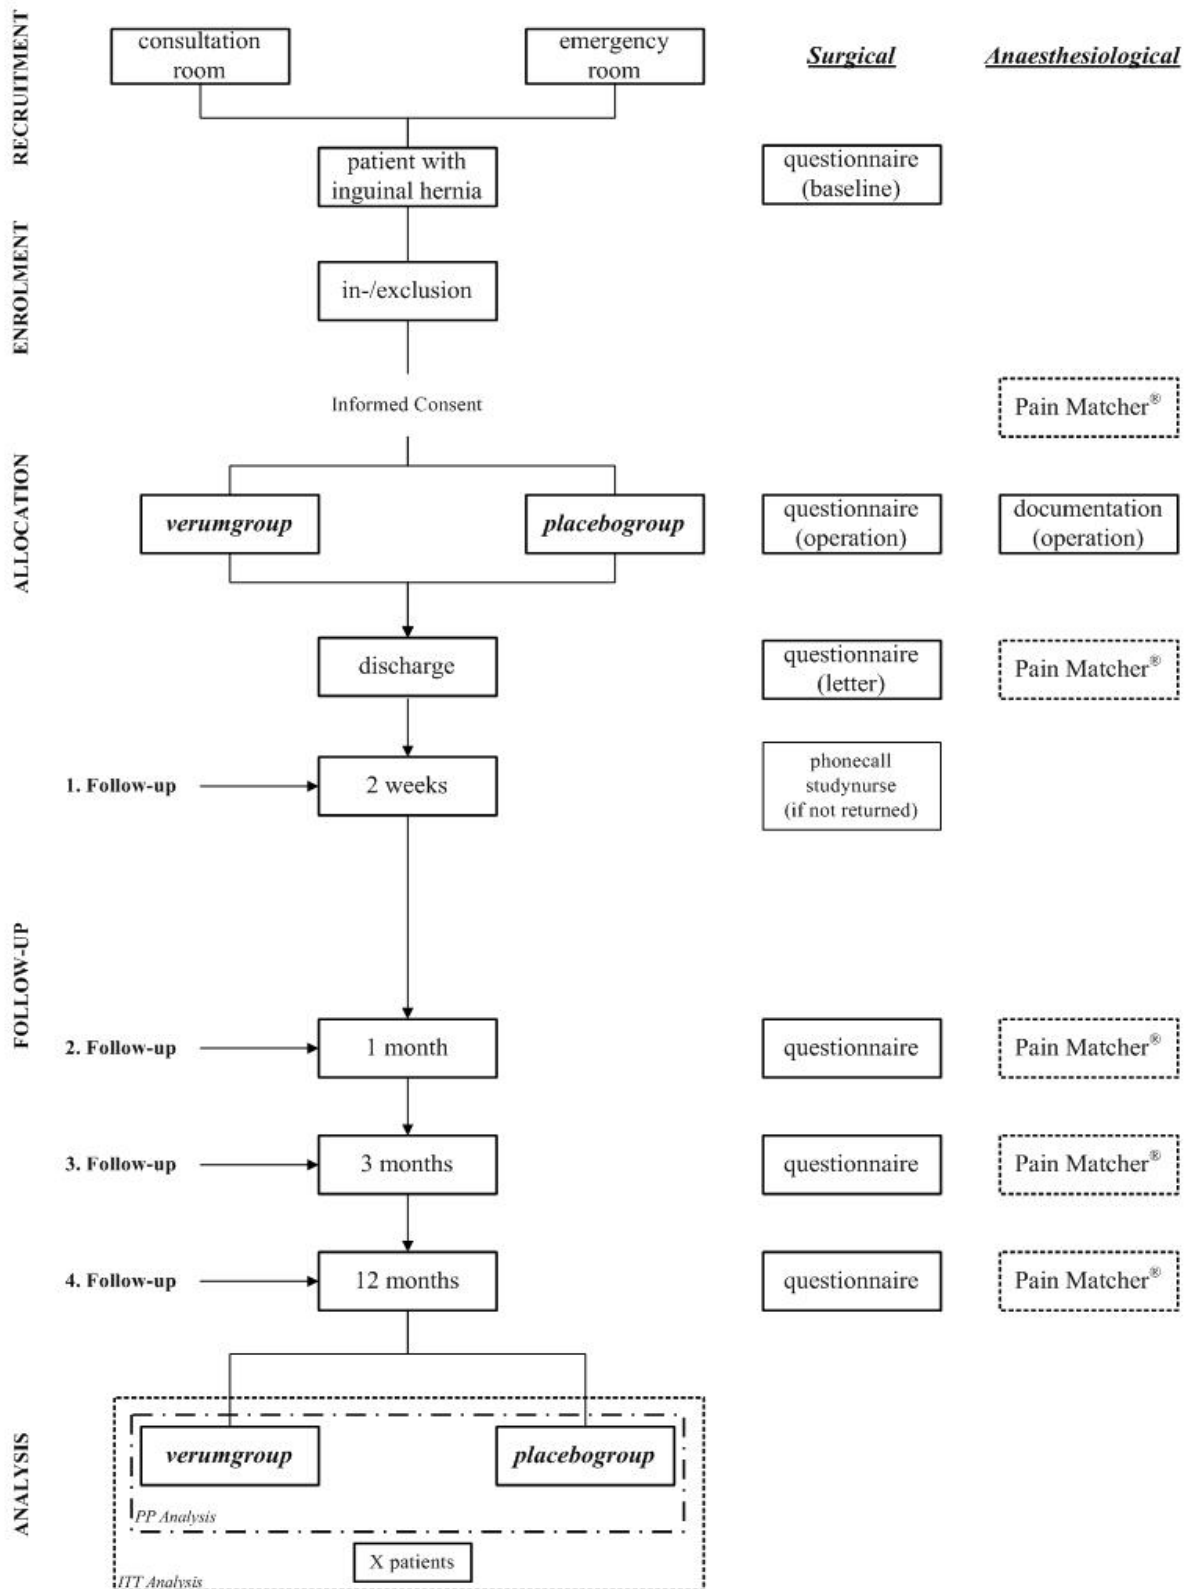 RECRUITMENT
consultation
room
emergency
room
Surgical
Anaesthesiological
patient with
inguinal hernia
questionnaire
(baseline)
ENROLMENT
in-/exclusion
Informed Consent
Pain Matcher®
ALLOCATION
verumgroup
placebogroup
questionnaire
(operation)
documentation
(operation)
discharge
questionnaire
(letter)
Pain Matcher®
1. Follow-up
2 weeks
phonecall
studynurse
(if not returned)
FOLLOW-UP
2. Follow-up
1 month
questionnaire
Pain Matcher®
3. Follow-up
3 months
questionnaire
Pain Matcher®
4. Follow-up
12 months
questionnaire
Pain Matcher®
ANALYSIS
verumgroup
placebogroup
PP Analysis
X patients
ITT Analysis